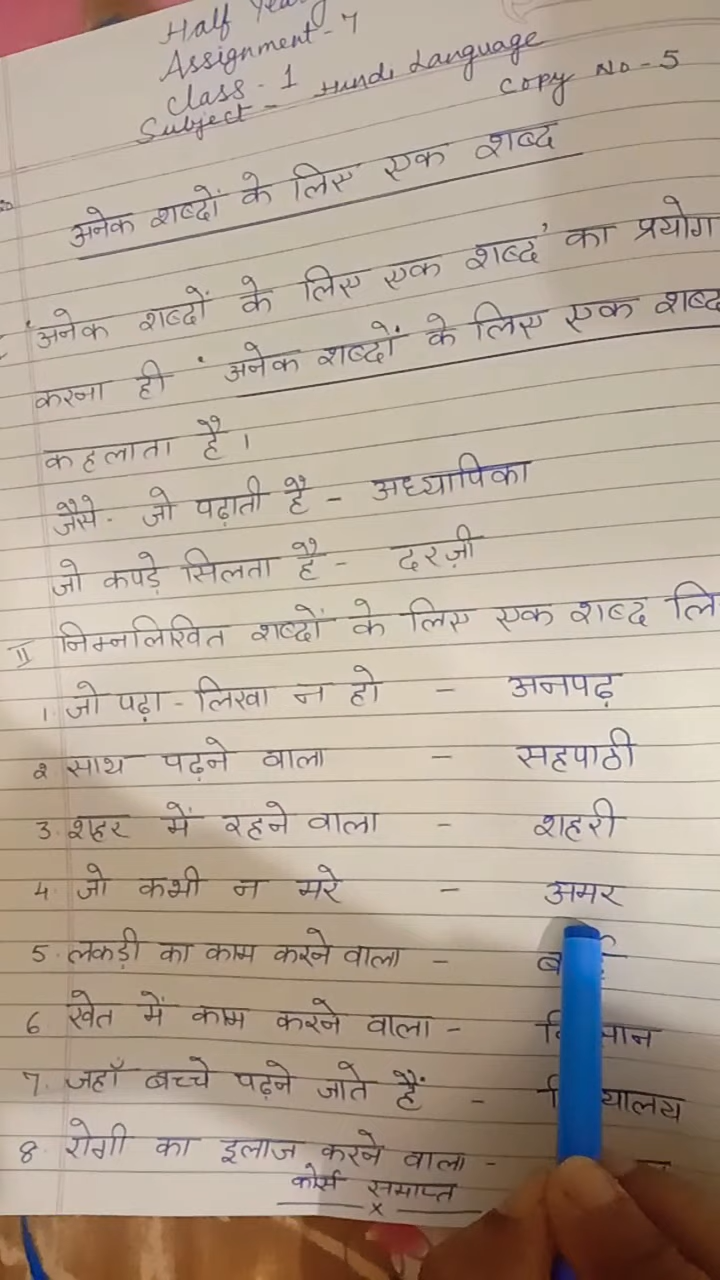 Half Yea
Assignment-7
Class-1
Subject- Hindi Language
Copy No-5
अनेक शब्दों के लिए एक शब्द
'अनेक शब्दों के लिए एक शब्द' का प्रयोग
करना ही 'अनेक शब्दों के लिए एक शब्द
कहलाता है।
जैसे- जो पढ़ाती है - अध्यापिका
जो कपड़े सिलता है - दरज़ी
II निम्नलिखित शब्दों के लिए एक शब्द लि
1. जो पढ़ा-लिखा न हो - अनपढ़
2 साथ पढ़ने वाला - सहपाठी
3. शहर में रहने वाला - शहरी
4. जो कभी न मरे - अमर
5. लकड़ी का काम करने वाला -
6 खेत में काम करने वाला -
7. जहाँ बच्चे पढ़ने जाते हैं -
8. रोगी का इलाज करने वाला -
कोर्स समाप्त
x